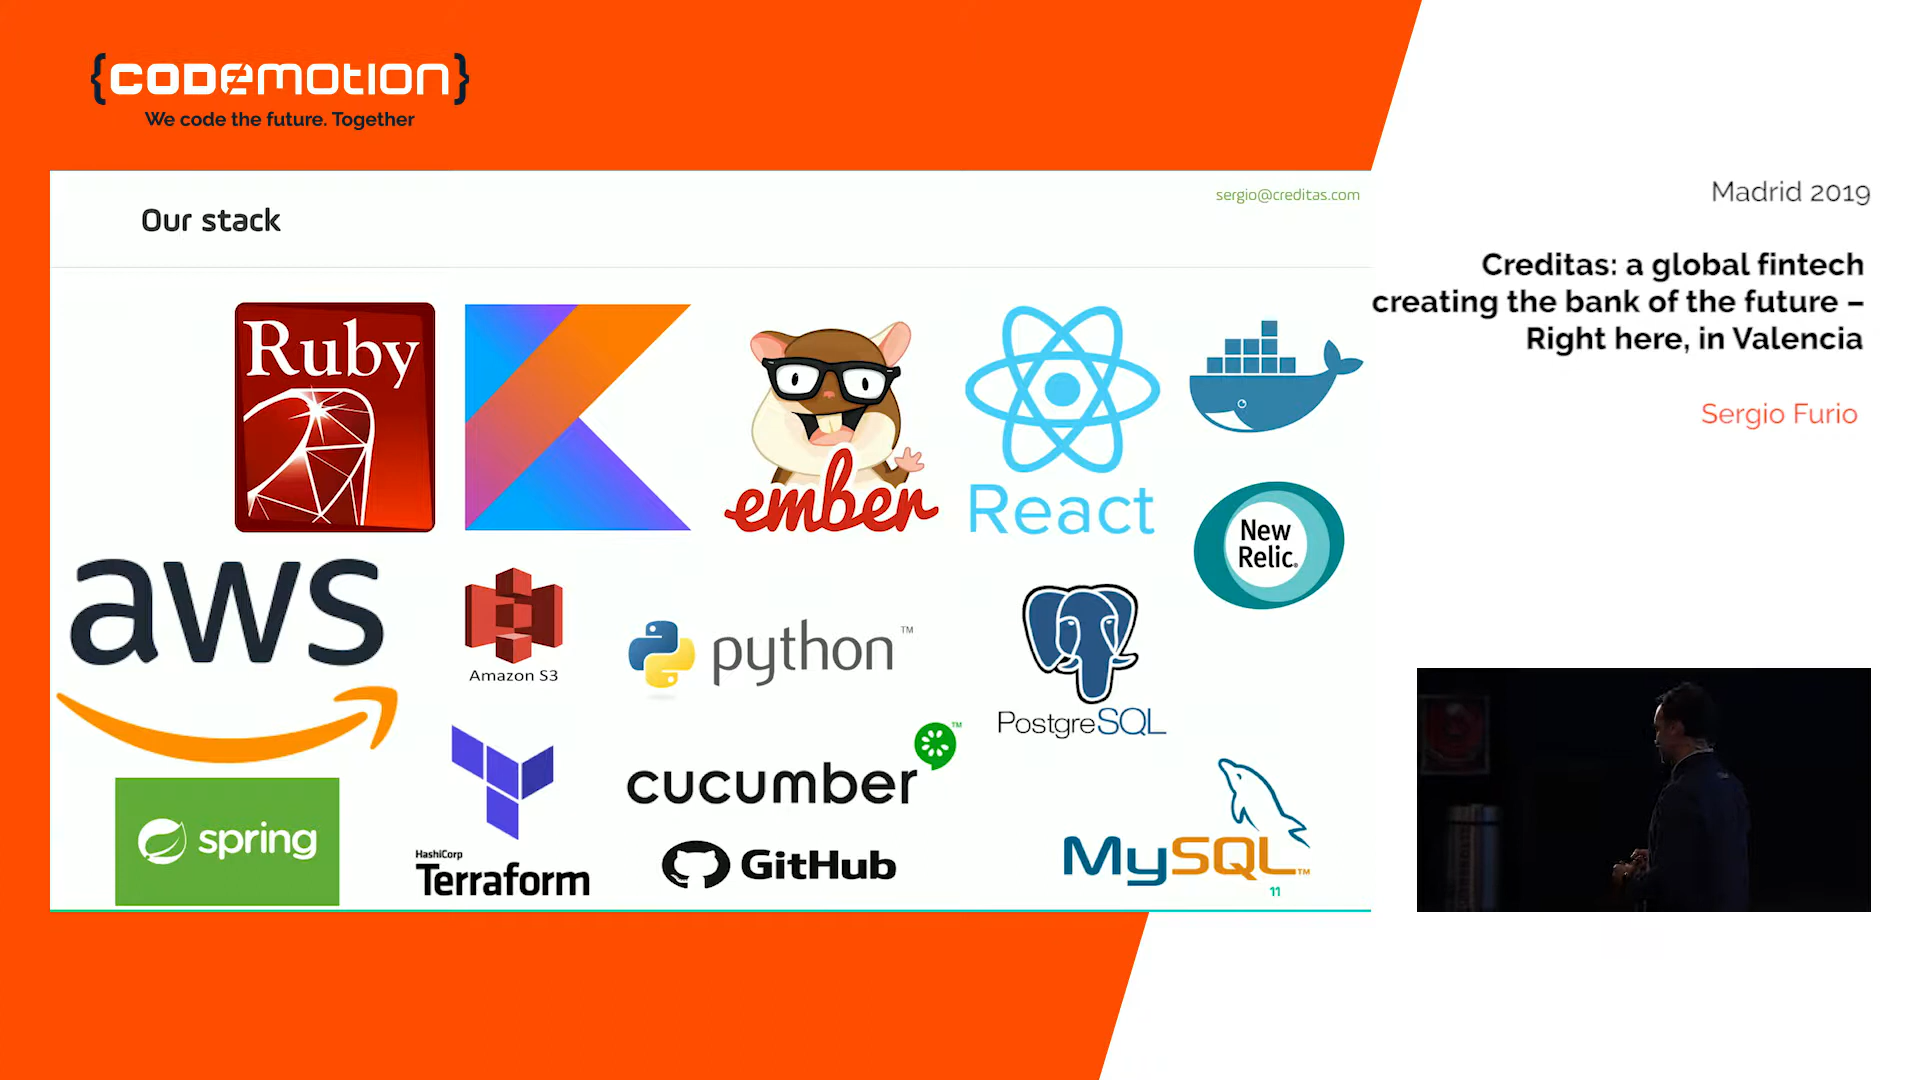 {CODEMOTION}
We code the future. Together
Our stack
sergio@creditas.com
Madrid 2019
Creditas: a global fintech
creating the bank of the future –
Right here, in Valencia
Sergio Furio
Ruby
ember
React
New
Relic®
aws
Amazon S3
python™
PostgreSQL
cucumber™
spring
HashiCorp
Terraform
GitHub
MySQL™
11